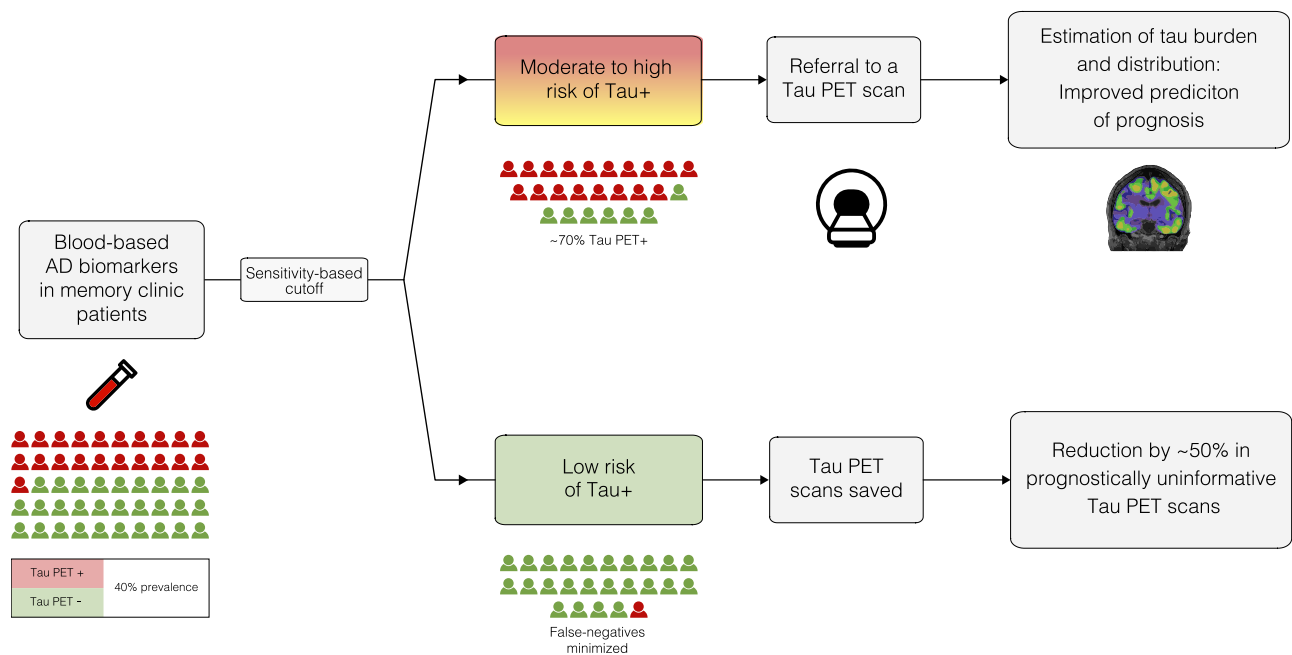 Blood-based
AD biomarkers
in memory clinic
patients
Tau PET +
Tau PET -
40% prevalence
Sensitivity-based
cutoff
Moderate to high
risk of Tau+
~70% Tau PET+
Referral to a
Tau PET scan
Estimation of tau burden
and distribution:
Improved prediciton
of prognosis
Low risk
of Tau+
False-negatives
minimized
Tau PET
scans saved
Reduction by ~50% in
prognostically uninformative
Tau PET scans